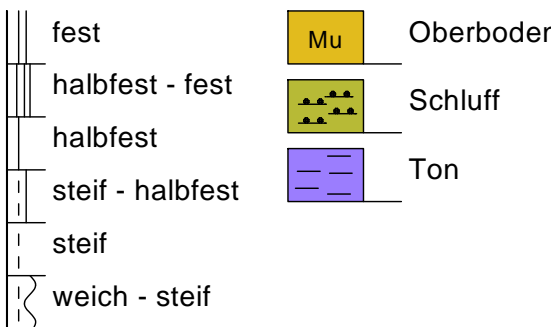 fest
halbfest - fest
halbfest
steif - halbfest
steif
weich - steif
Mu
Oberboden
Schluff
Ton